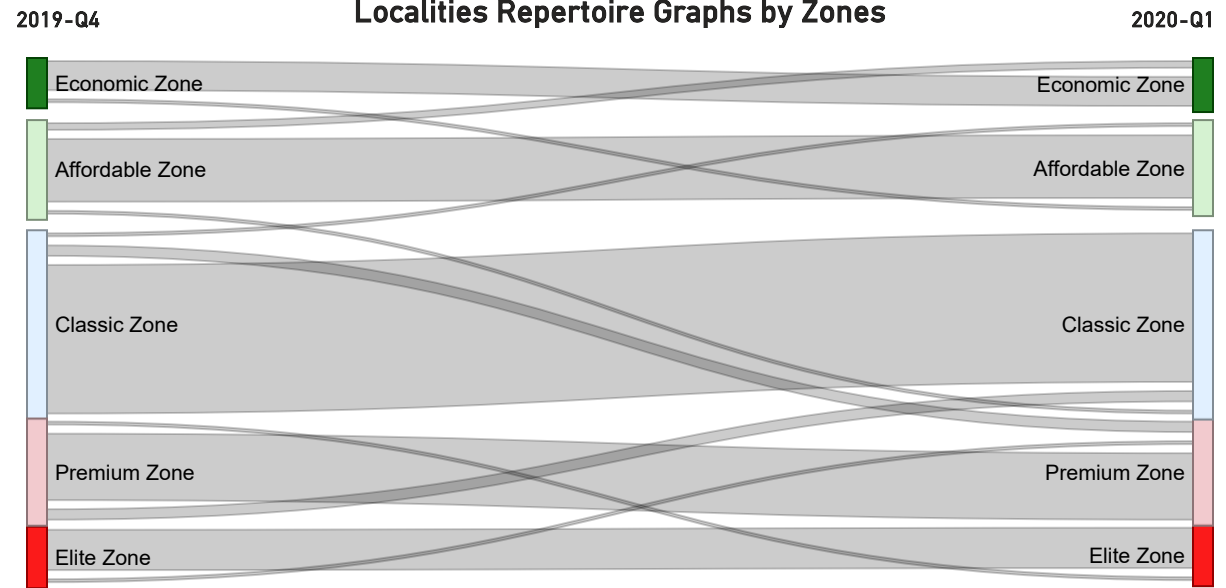 Localities Repertoire Graphs by Zones
2019-Q4
2020-Q1
Economic Zone
Economic Zone
Affordable Zone
Affordable Zone
Classic Zone
Classic Zone
Premium Zone
Premium Zone
Elite Zone
Elite Zone